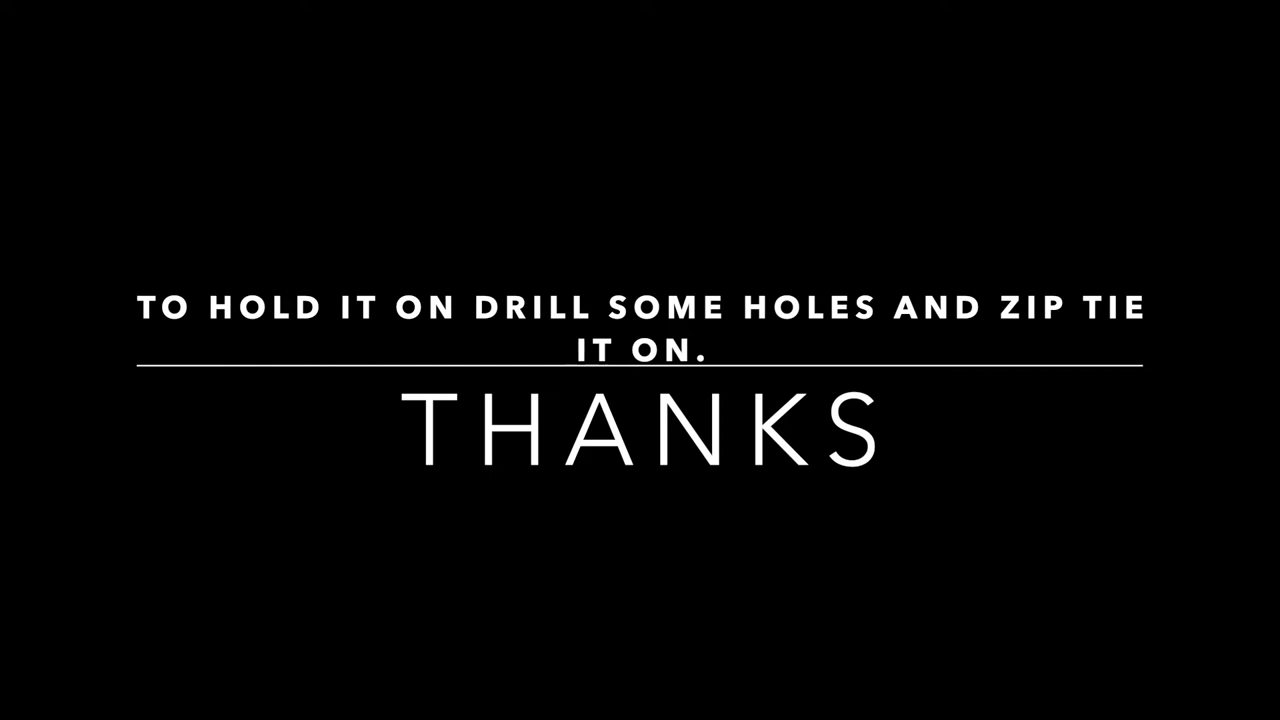 TO HOLD IT ON DRILL SOME HOLES AND ZIP TIE
IT ON.
THANKS